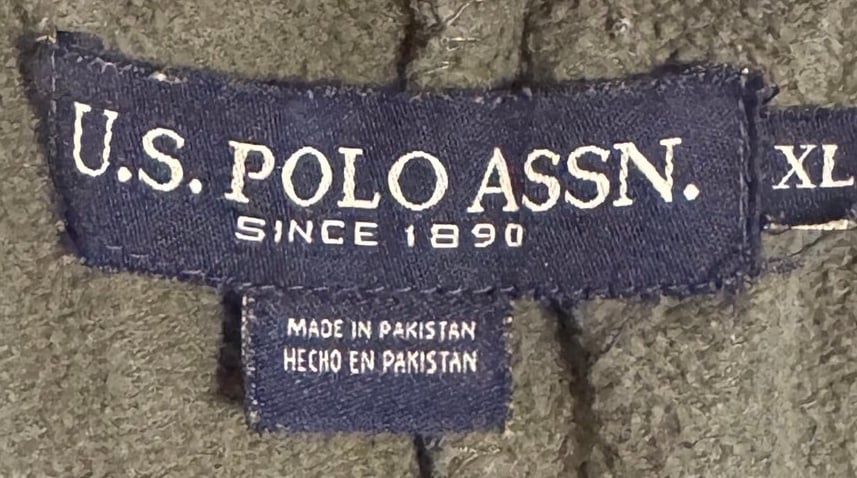 U.S. POLO ASSN.
SINCE 1890
XL
MADE IN PAKISTAN
HECHO EN PAKISTAN